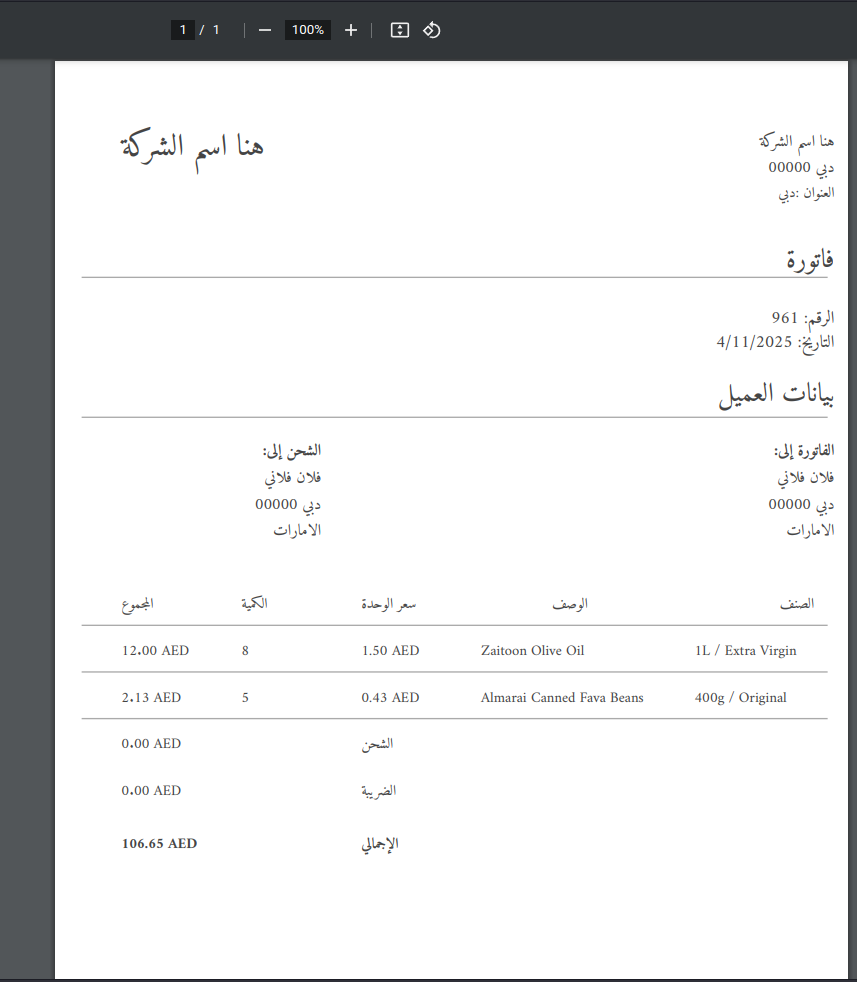 1 / 1 100%
هنا اسم الشركة
هنا اسم الشركة
دبي 00000
العنوان :دبي
فاتورة
الرقم: 961
التاريخ: 4/11/2025
بيانات العميل
الفاتورة إلى:
فلان فلاني
دبي 00000
الامارات
الشحن إلى:
فلان فلاني
دبي 00000
الامارات
الصنف الوصف سعر الوحدة الكمية المجموع
1L / Extra Virgin Zaitoon Olive Oil 1.50 AED 8 12.00 AED
400g / Original Almarai Canned Fava Beans 0.43 AED 5 2.13 AED
الشحن 0.00 AED
الضريبة 0.00 AED
الإجمالي 106.65 AED